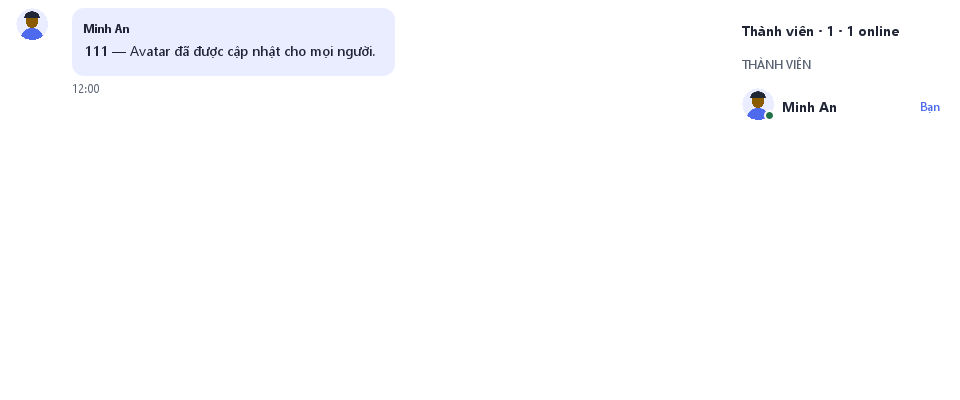 Minh An
111 — Avatar đã được cập nhật cho mọi người.
12:00
Thành viên · 1 · 1 online
THÀNH VIÊN
Minh An
Bạn